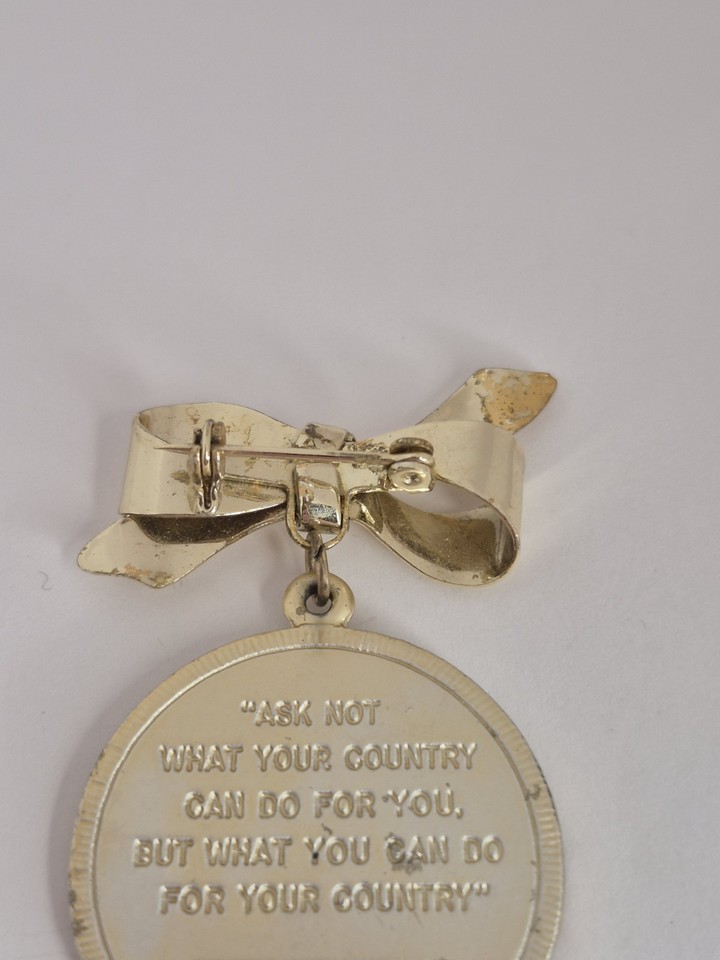 "ASK NOT
WHAT YOUR COUNTRY
CAN DO FOR YOU,
BUT WHAT YOU CAN DO
FOR YOUR COUNTRY"